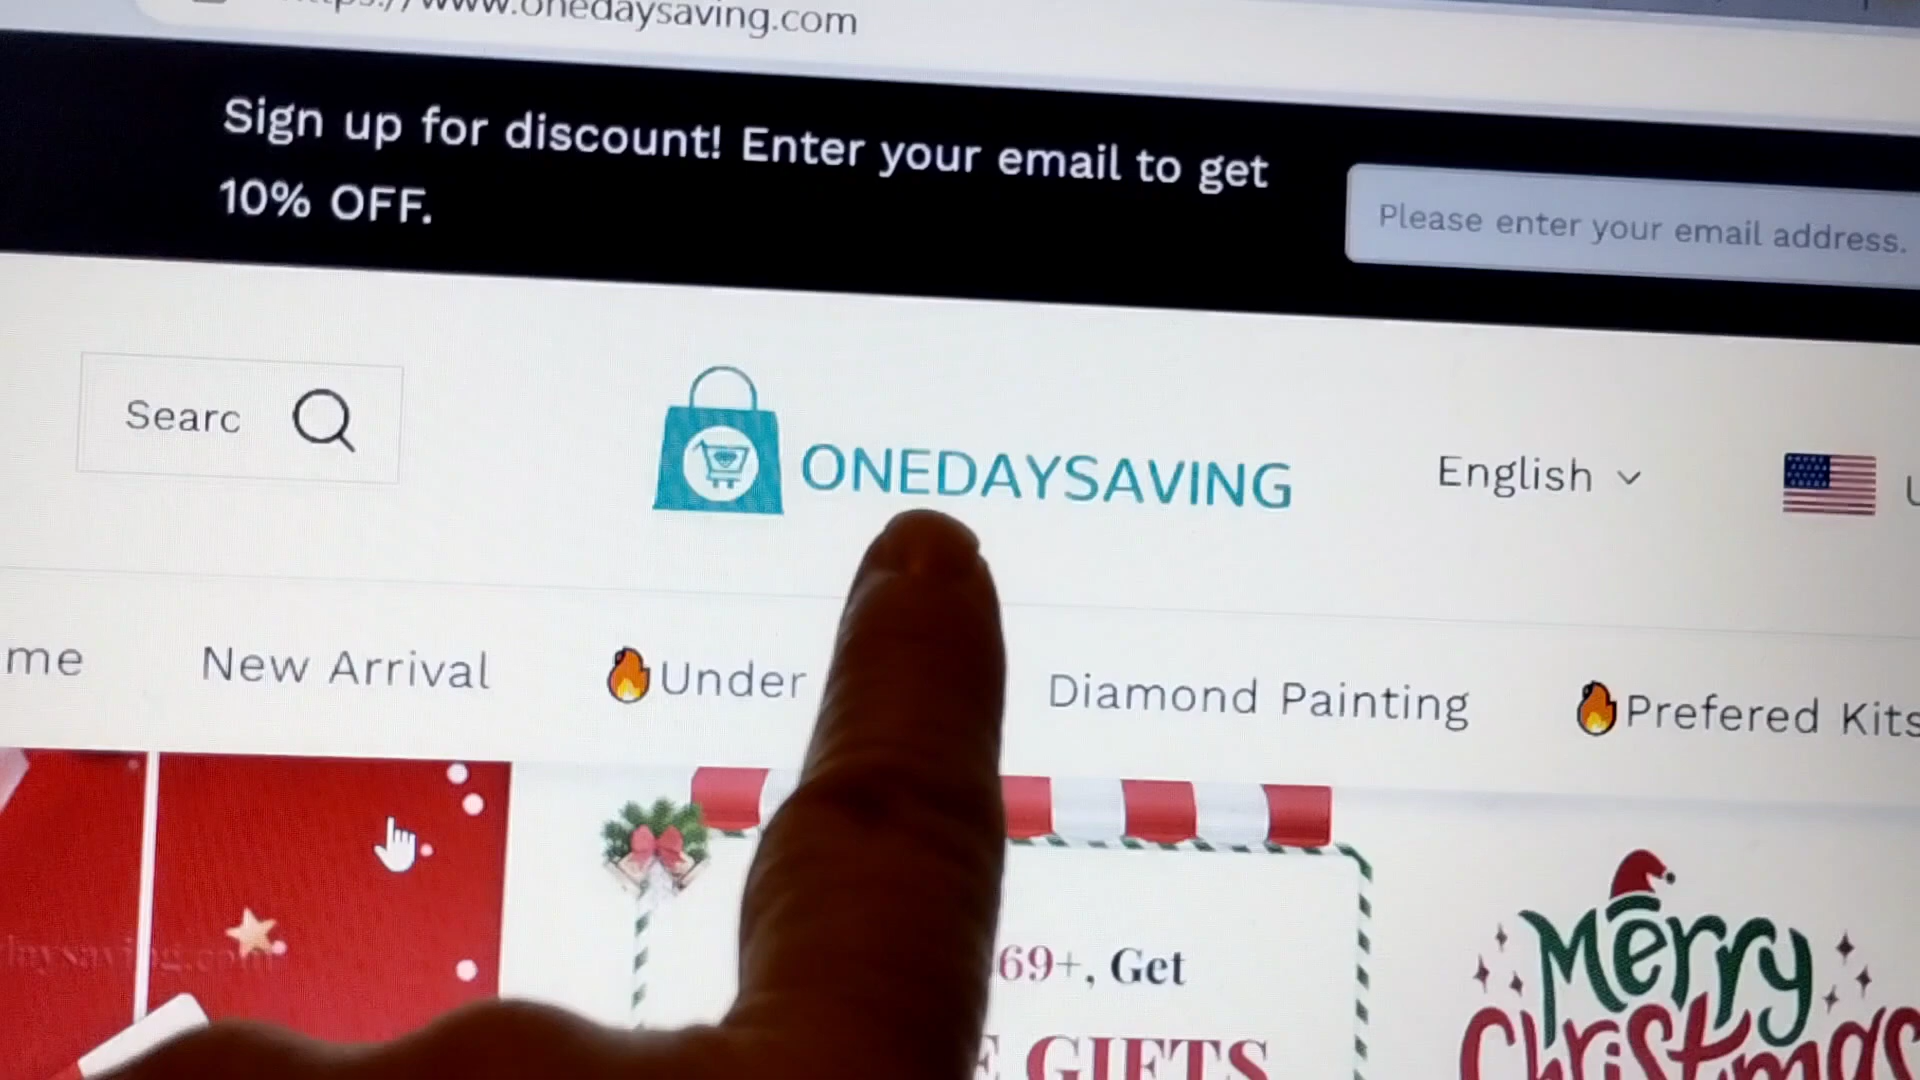 www.onedaysaving.com
Sign up for discount! Enter your email to get
10% OFF.
Please enter your email address.
Searc
ONEDAYSAVING
English
New Arrival
Under
Diamond Painting
Prefered Kits
69+, Get
GIFTS
Merry
Christmas